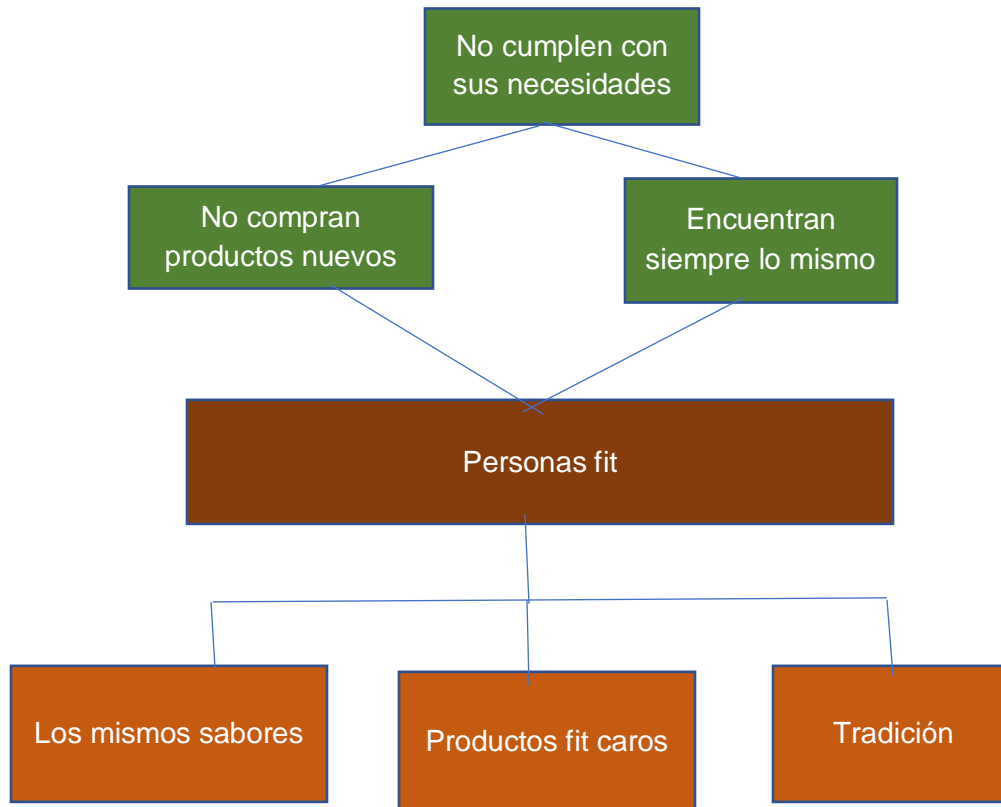 No cumplen con
sus necesidades
No compran
productos nuevos
Encuentran
siempre lo mismo
Personas fit
Los mismos sabores
Productos fit caros
Tradición